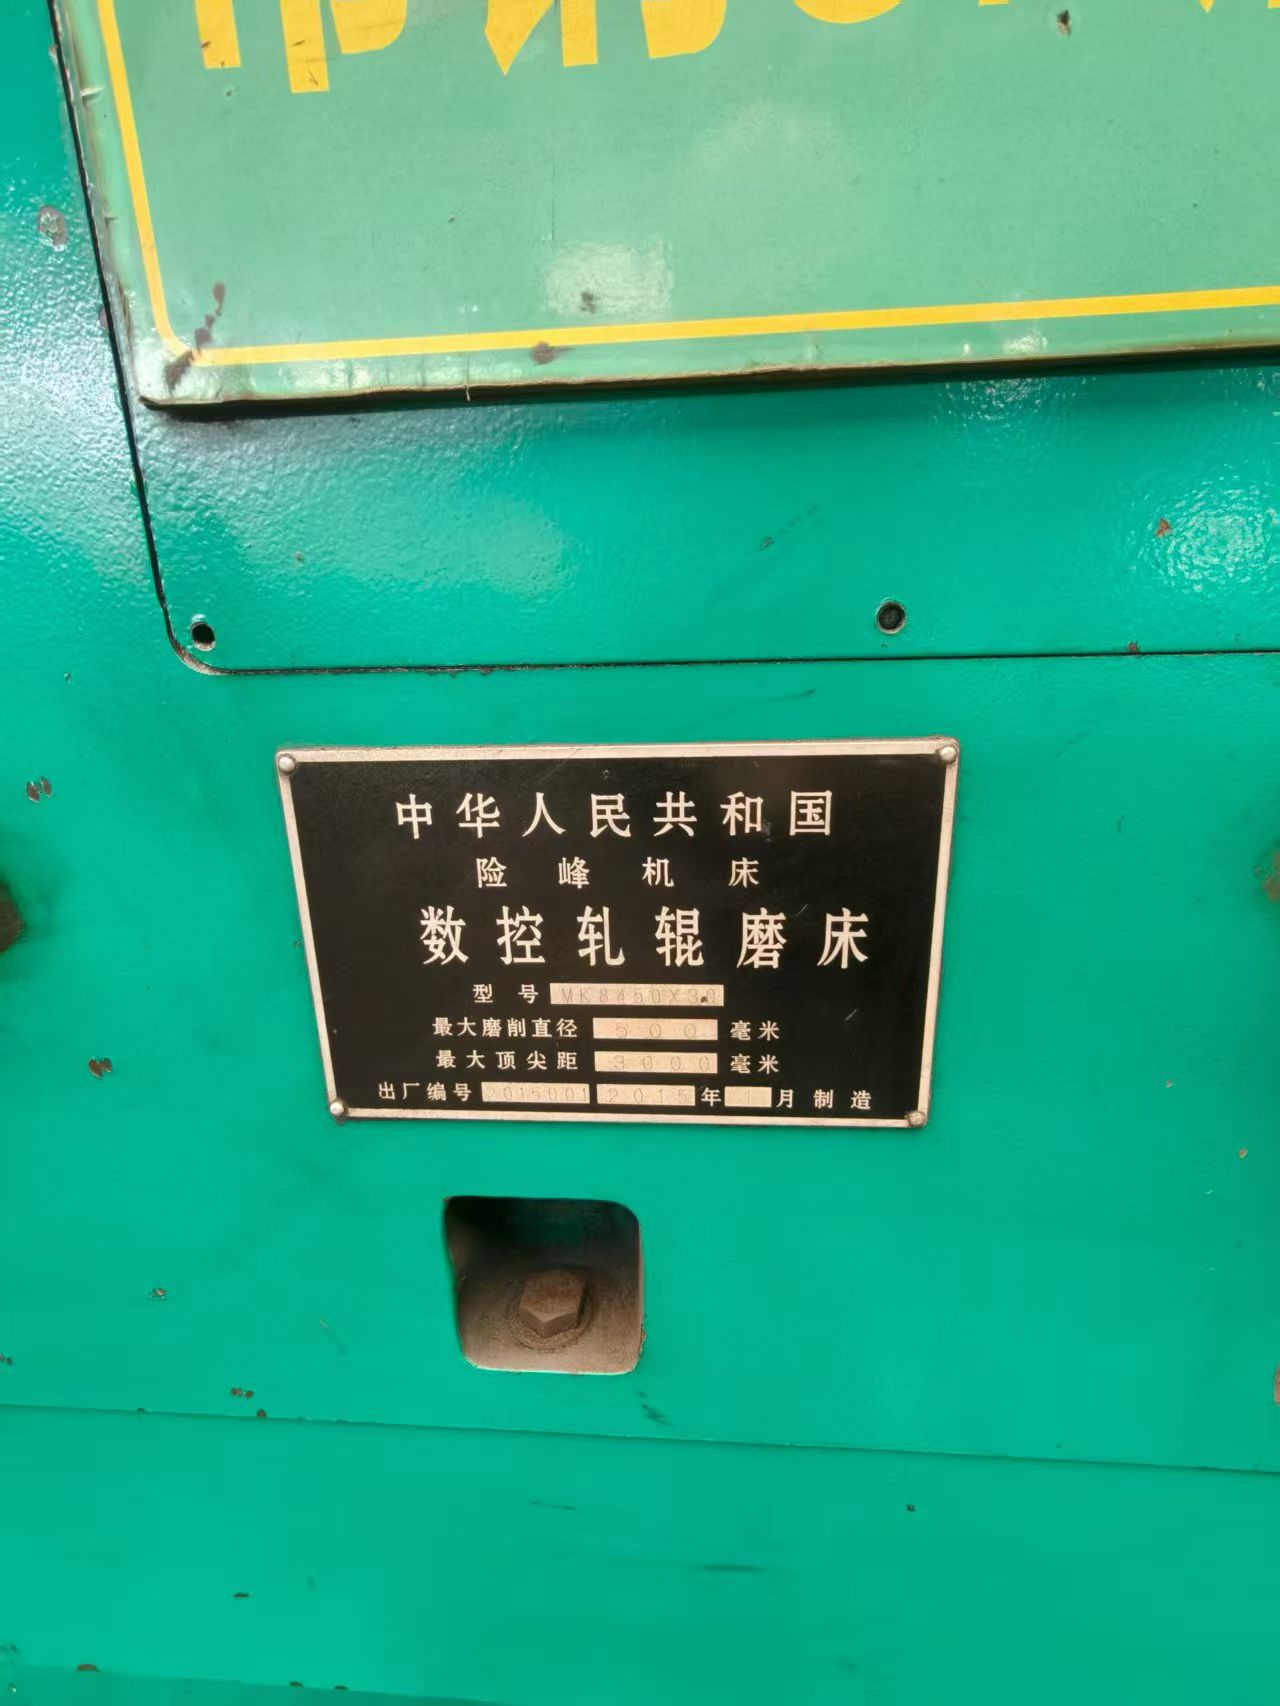 中华人民共和国
险峰机床
数控轧辊磨床
型号 MK8450X30
最大磨削直径 500 毫米
最大顶尖距 3000 毫米
出厂编号 2015001 2015 年 1 月 制造